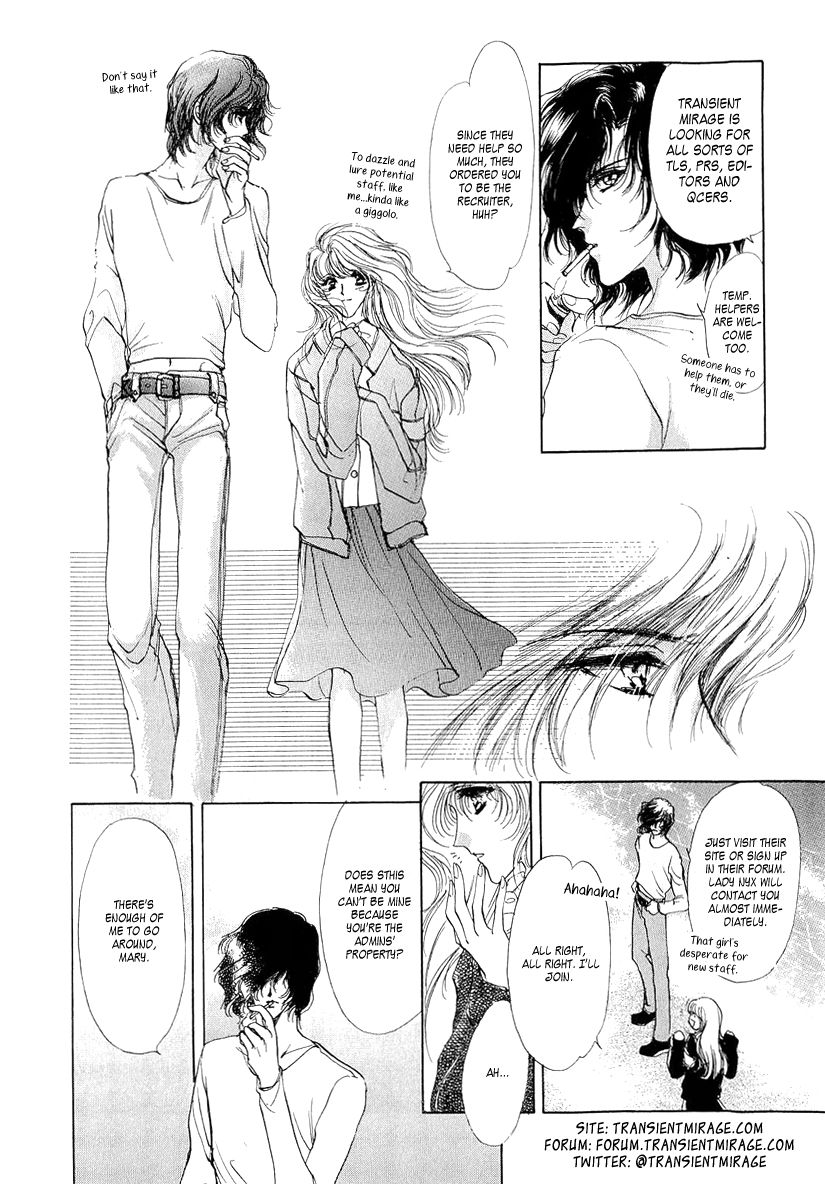 TRANSIENT
MIRAGE IS
LOOKING FOR
ALL SORTS OF
TLS, PRS, EDI-
TORS AND
QCERS.
TEMP.
HELPERS
ARE WEL-
COME
TOO.
Someone has to
help them, or
they'll die.
SINCE THEY
NEED HELP SO
MUCH, THEY
ORDERED YOU
TO BE THE
RECRUITER,
HUH?
To dazzle and
lure potential
staff. like
me...kinda like
a giggolo.
Don't say it
like that.
JUST VISIT THEIR
SITE OR SIGN UP
IN THEIR FORUM.
LADY NYX WILL
CONTACT YOU
ALMOST IMME-
DIATELY.
That girl's
desperate for
new staff.
Ahahaha!
ALL RIGHT,
ALL RIGHT. I'LL
JOIN.
AH...
DOES STHIS
MEAN YOU
CAN'T BE MINE
BECAUSE
YOU'RE THE
ADMINS'
PROPERTY?
THERE'S
ENOUGH OF
ME TO GO
AROUND,
MARY.
SITE: TRANSIENTMIRAGE.COM
FORUM: FORUM.TRANSIENTMIRAGE.COM
TWITTER: @TRANSIENTMIRAGE